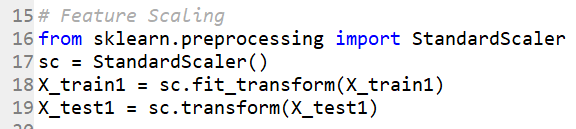 15 # Feature Scaling
16 from sklearn.preprocessing import StandardScaler
17 sc = StandardScaler()
18 X_train1 = sc.fit_transform(X_train1)
19 X_test1 = sc.transform(X_test1)